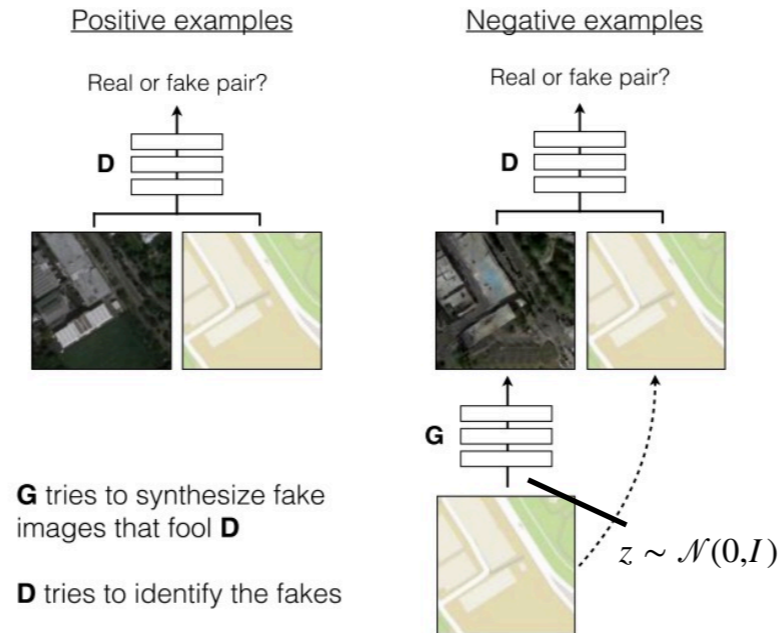 Positive examples
Real or fake pair?
D
G tries to synthesize fake
images that fool D
D tries to identify the fakes
Negative examples
Real or fake pair?
D
G
z ∼ 𝒩(0,I)